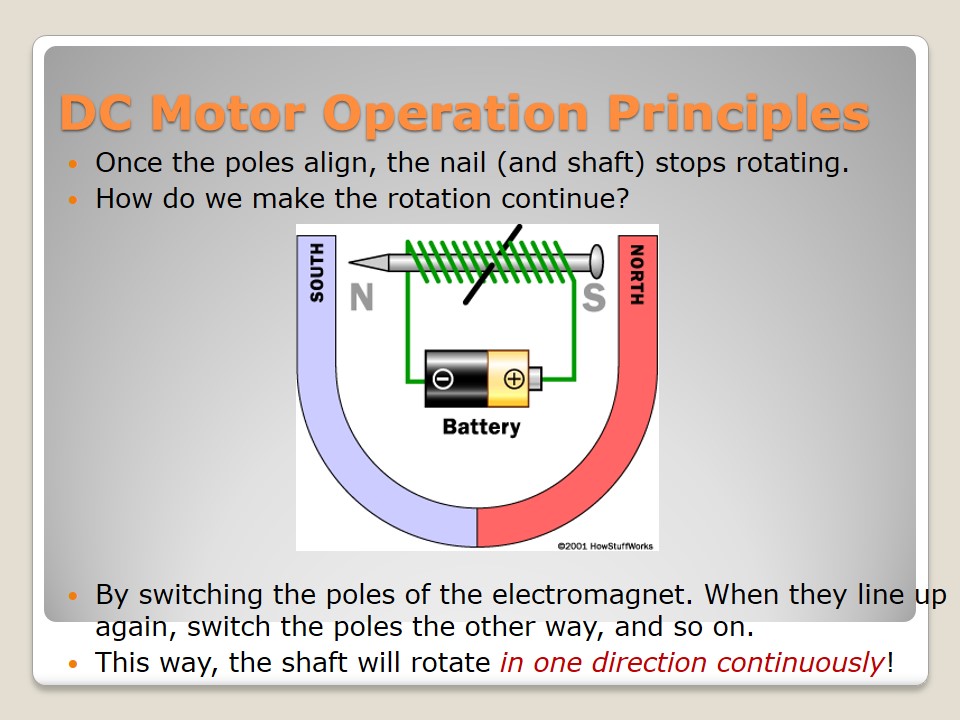 DC Motor Operation Principles
Once the poles align, the nail (and shaft) stops rotating.
How do we make the rotation continue?
SOUTH
NORTH
N
S
Battery
©2001 HowStuffWorks
By switching the poles of the electromagnet. When they line up
again, switch the poles the other way, and so on.
This way, the shaft will rotate in one direction continuously!